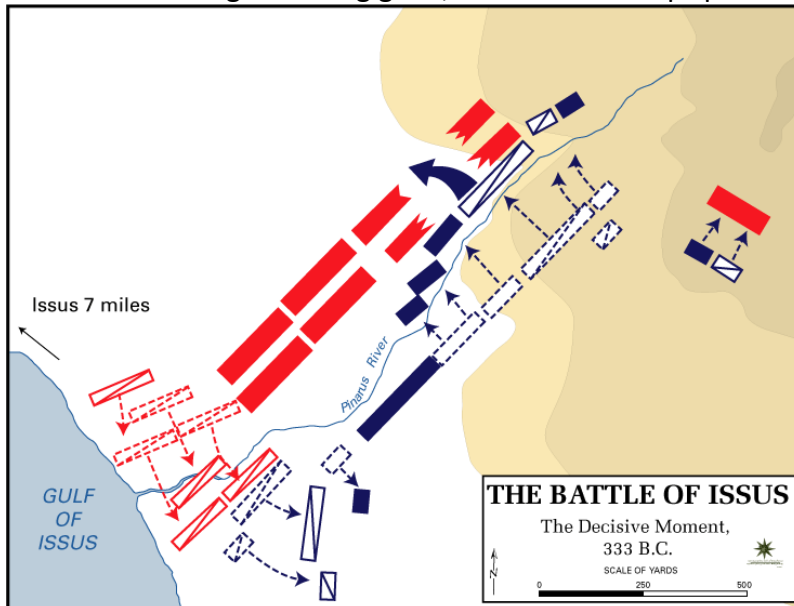 Issus 7 miles
Pinarus River
GULF
OF
ISSUS
THE BATTLE OF ISSUS
The Decisive Moment,
333 B.C.
SCALE OF YARDS
N
0 250 500